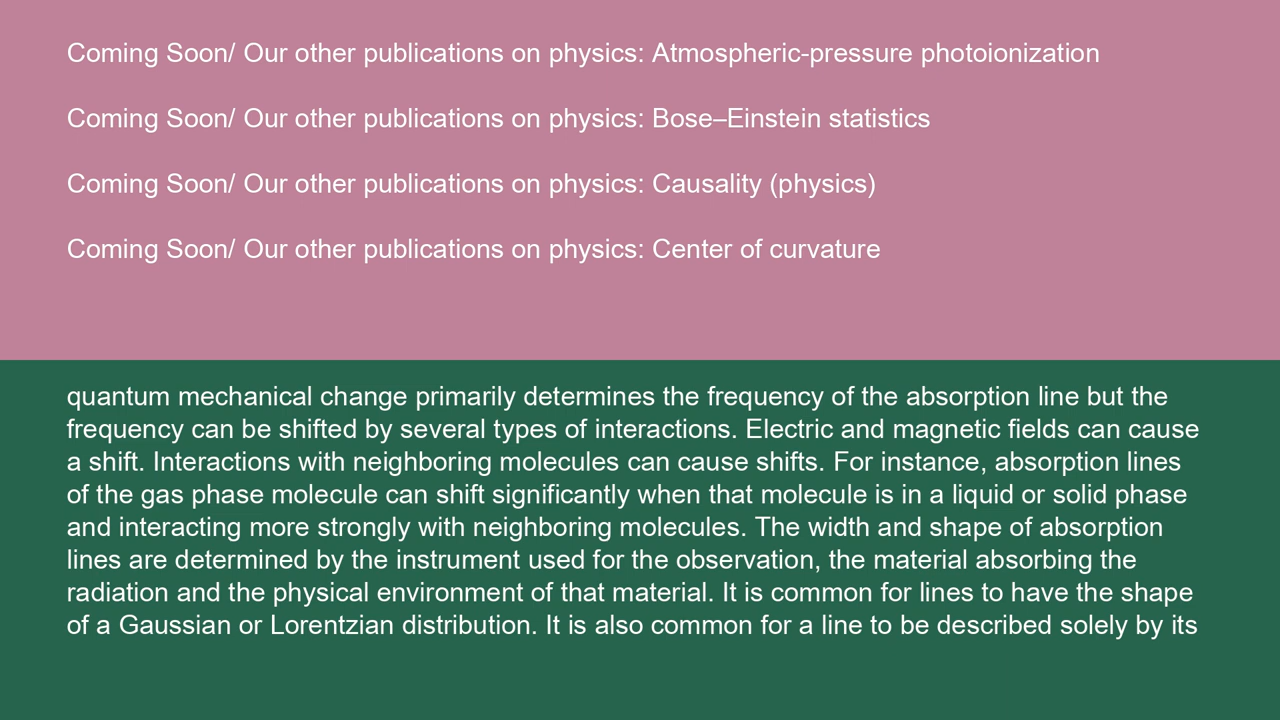 Coming Soon/ Our other publications on physics: Atmospheric-pressure photoionization
Coming Soon/ Our other publications on physics: Bose–Einstein statistics
Coming Soon/ Our other publications on physics: Causality (physics)
Coming Soon/ Our other publications on physics: Center of curvature
quantum mechanical change primarily determines the frequency of the absorption line but the
frequency can be shifted by several types of interactions. Electric and magnetic fields can cause
a shift. Interactions with neighboring molecules can cause shifts. For instance, absorption lines
of the gas phase molecule can shift significantly when that molecule is in a liquid or solid phase
and interacting more strongly with neighboring molecules. The width and shape of absorption
lines are determined by the instrument used for the observation, the material absorbing the
radiation and the physical environment of that material. It is common for lines to have the shape
of a Gaussian or Lorentzian distribution. It is also common for a line to be described solely by its